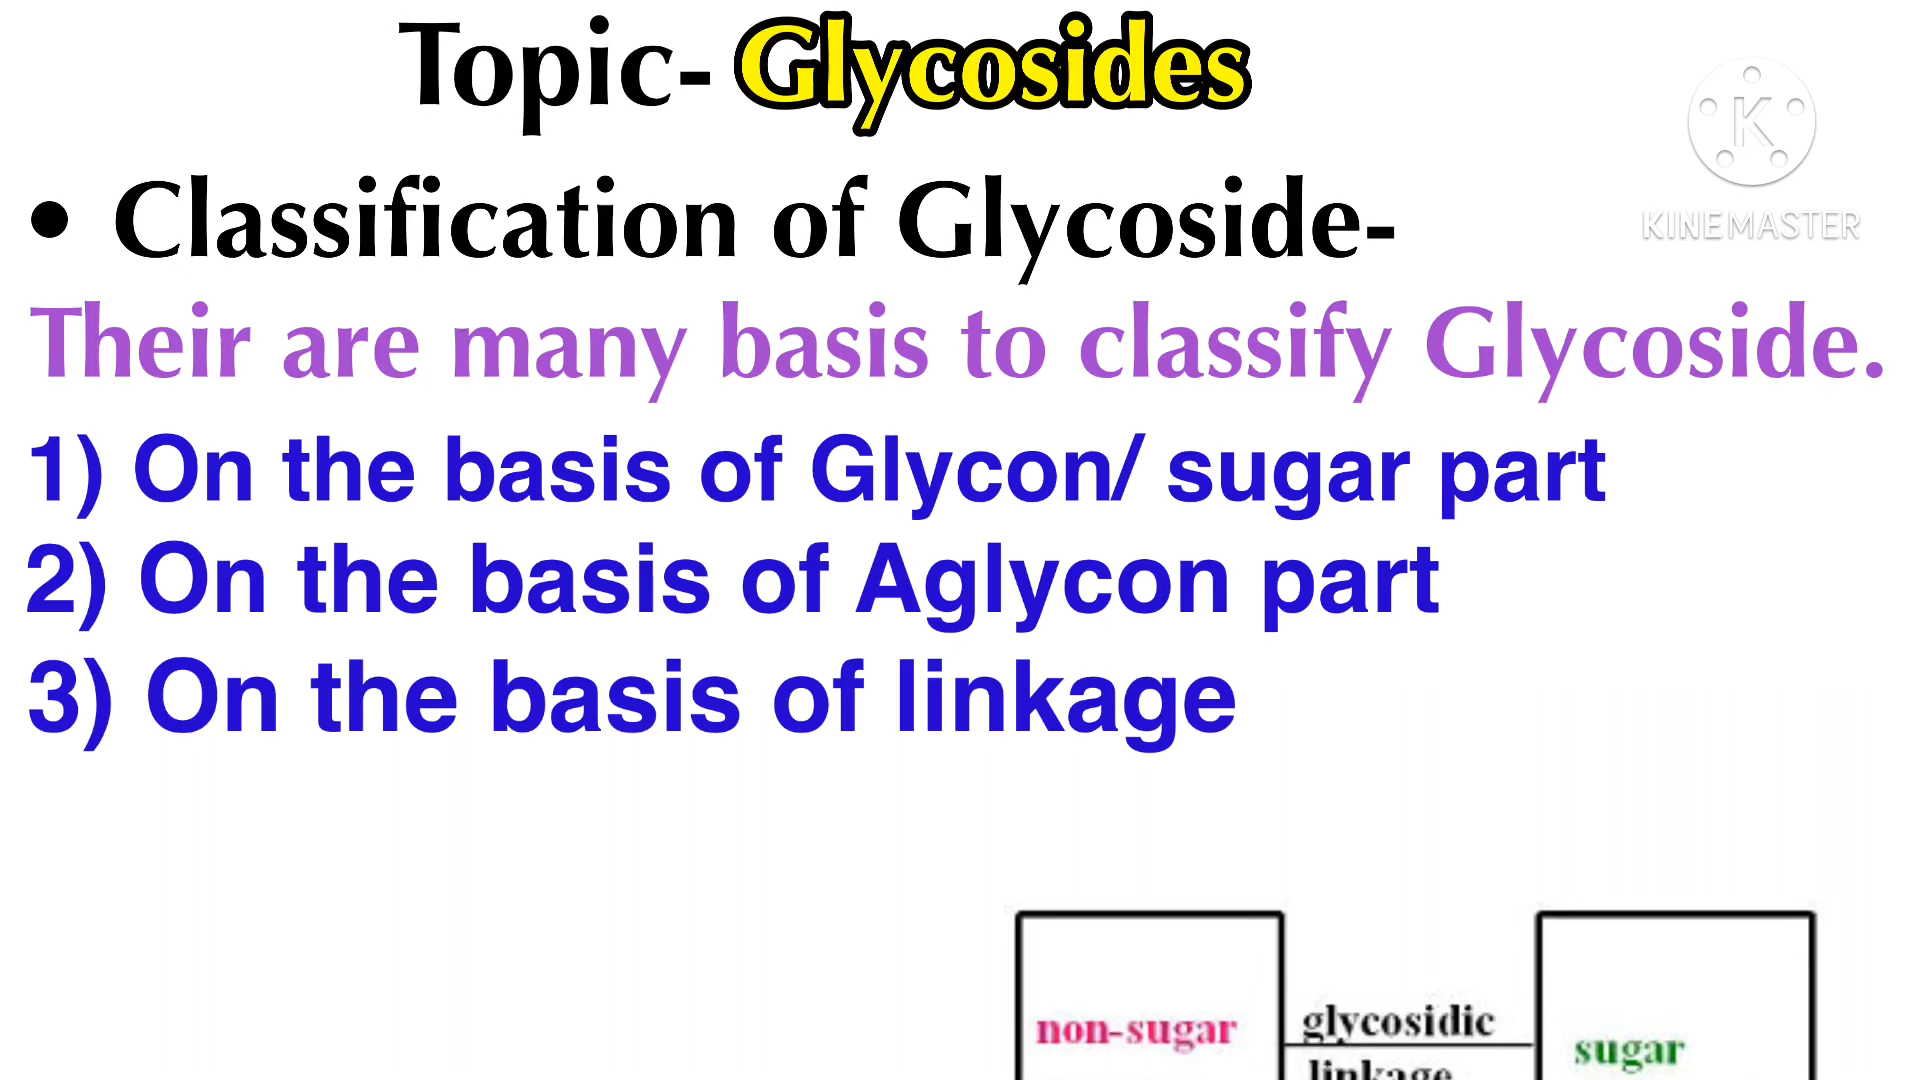 Topic- Glycosides
K
KINEMASTER
• Classification of Glycoside-
Their are many basis to classify Glycoside.
1) On the basis of Glycon/ sugar part
2) On the basis of Aglycon part
3) On the basis of linkage
non-sugar
glycosidic
linkage
sugar